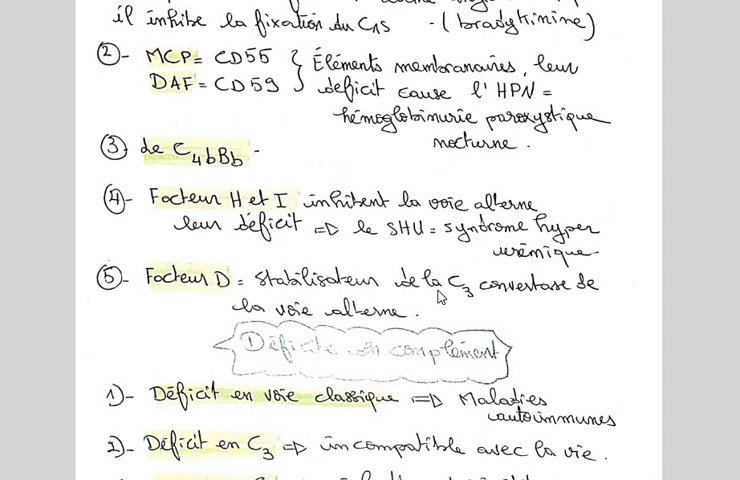 il inhibe la fixation du C1s - (bradykinine)
②- MCP = CD55 } Éléments membranaires, leur
DAF = CD59 } deficit cause l'HPN =
hémoglobinurie paroxystique
nocturne.
③ de C4bBb -
④- Facteur H et I inhibent la voie alterne
leur déficit => le SHU = syndrome hyper
urémique-
⑤- Facteur D = stabilisateur de la C3 convertase de
la voie alterne.
① Déficits en complément
1)- Déficit en voie classique => Maladies
autoimmunes
2)- Déficit en C3 => incompatible avec la vie.